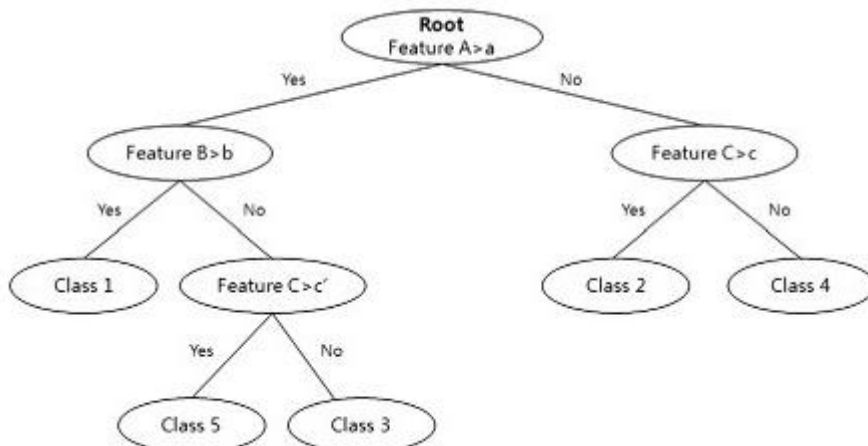 Root
Feature A>a
Yes
No
Feature B>b
Feature C>c
Yes
No
Yes
No
Class 1
Feature C>c′
Class 2
Class 4
Yes
No
Class 5
Class 3